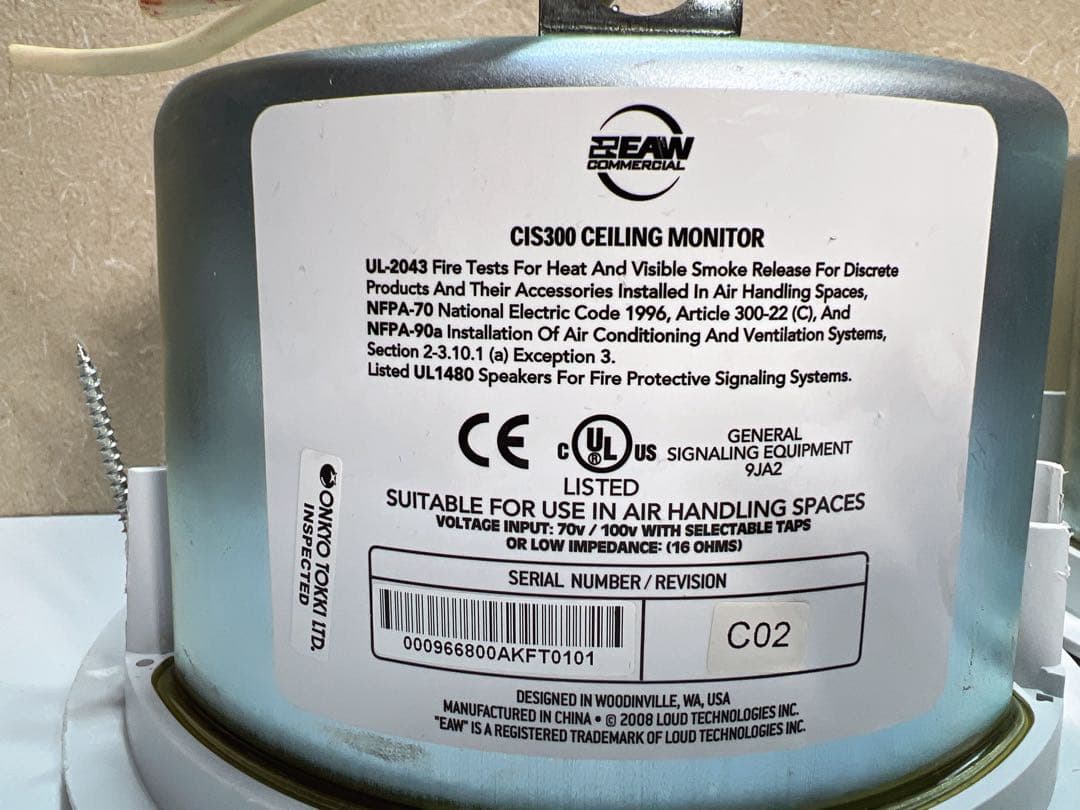 EAW
COMMERCIAL
CIS300 CEILING MONITOR
UL-2043 Fire Tests For Heat And Visible Smoke Release For Discrete
Products And Their Accessories Installed In Air Handling Spaces,
NFPA-70 National Electric Code 1996, Article 300-22 (C), And
NFPA-90a Installation Of Air Conditioning And Ventilation Systems,
Section 2-3.10.1 (a) Exception 3.
Listed UL1480 Speakers For Fire Protective Signaling Systems.
CE
C UL® US
LISTED
GENERAL
SIGNALING EQUIPMENT
9JA2
SUITABLE FOR USE IN AIR HANDLING SPACES
VOLTAGE INPUT: 70v / 100v WITH SELECTABLE TAPS
OR LOW IMPEDANCE: (16 OHMS)
ONKYO TOKKI LTD.
INSPECTED
SERIAL NUMBER / REVISION
000966800AKFT0101
C02
DESIGNED IN WOODINVILLE, WA, USA
MANUFACTURED IN CHINA • © 2008 LOUD TECHNOLOGIES INC.
"EAW" IS A REGISTERED TRADEMARK OF LOUD TECHNOLOGIES INC.